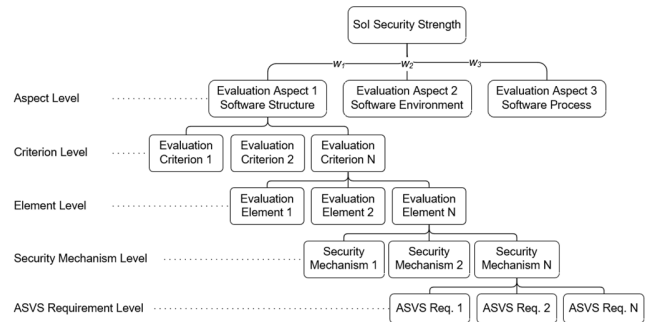 SoI Security Strength
w1
w2
w3
Aspect Level
Evaluation Aspect 1
Software Structure
Evaluation Aspect 2
Software Environment
Evaluation Aspect 3
Software Process
Criterion Level
Evaluation
Criterion 1
Evaluation
Criterion 2
Evaluation
Criterion N
Element Level
Evaluation
Element 1
Evaluation
Element 2
Evaluation
Element N
Security Mechanism Level
Security
Mechanism 1
Security
Mechanism 2
Security
Mechanism N
ASVS Requirement Level
ASVS Req. 1
ASVS Req. 2
ASVS Req. N